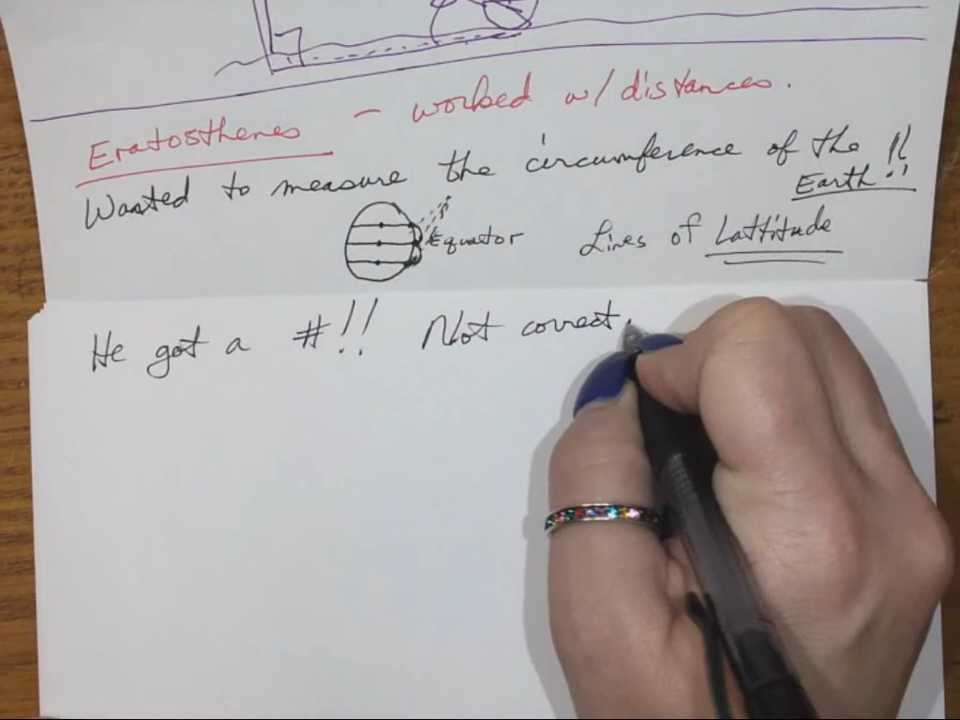 Eratosthenes - worked w/ distances.
Wanted to measure the circumference of the
Earth!!
Equator Lines of Lattitude
He got a #!! Not correct.